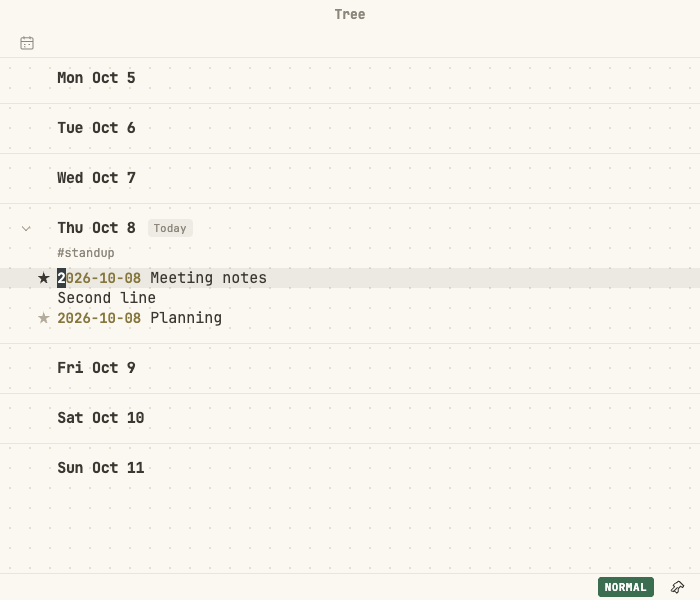 Tree
Mon Oct 5
Tue Oct 6
Wed Oct 7
Thu Oct 8 Today
#standup
2026-10-08 Meeting notes
Second line
2026-10-08 Planning
Fri Oct 9
Sat Oct 10
Sun Oct 11
NORMAL